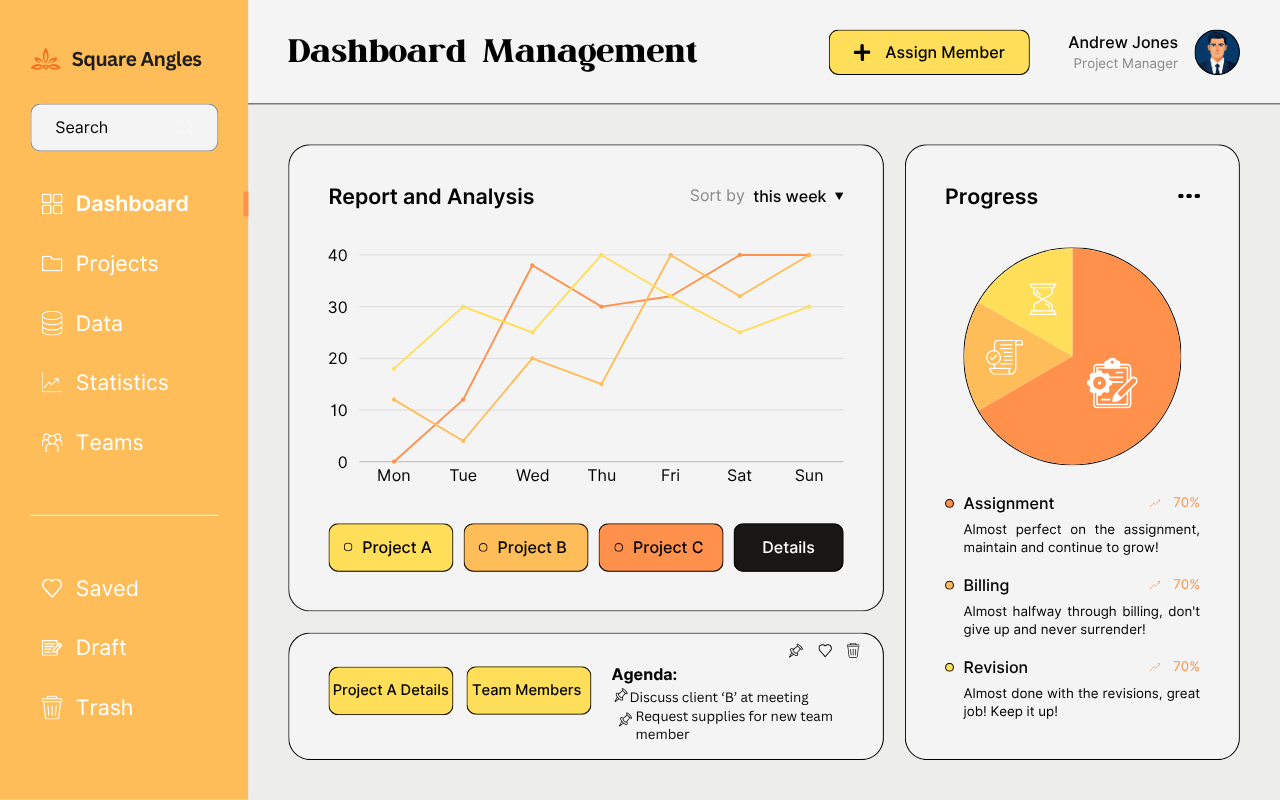 Square Angles
Search
Dashboard
Projects
Data
Statistics
Teams
Saved
Draft
Trash
Dashboard Management
Assign Member
Andrew Jones
Project Manager
Report and Analysis
Sort by this week
40
30
20
10
0
Mon Tue Wed Thu Fri Sat Sun
Project A Project B Project C Details
Project A Details Team Members
Agenda:
Discuss client ‘B’ at meeting
Request supplies for new team
member
Progress
Assignment 70%
Almost perfect on the assignment,
maintain and continue to grow!
Billing 70%
Almost halfway through billing, don't
give up and never surrender!
Revision 70%
Almost done with the revisions, great
job! Keep it up!